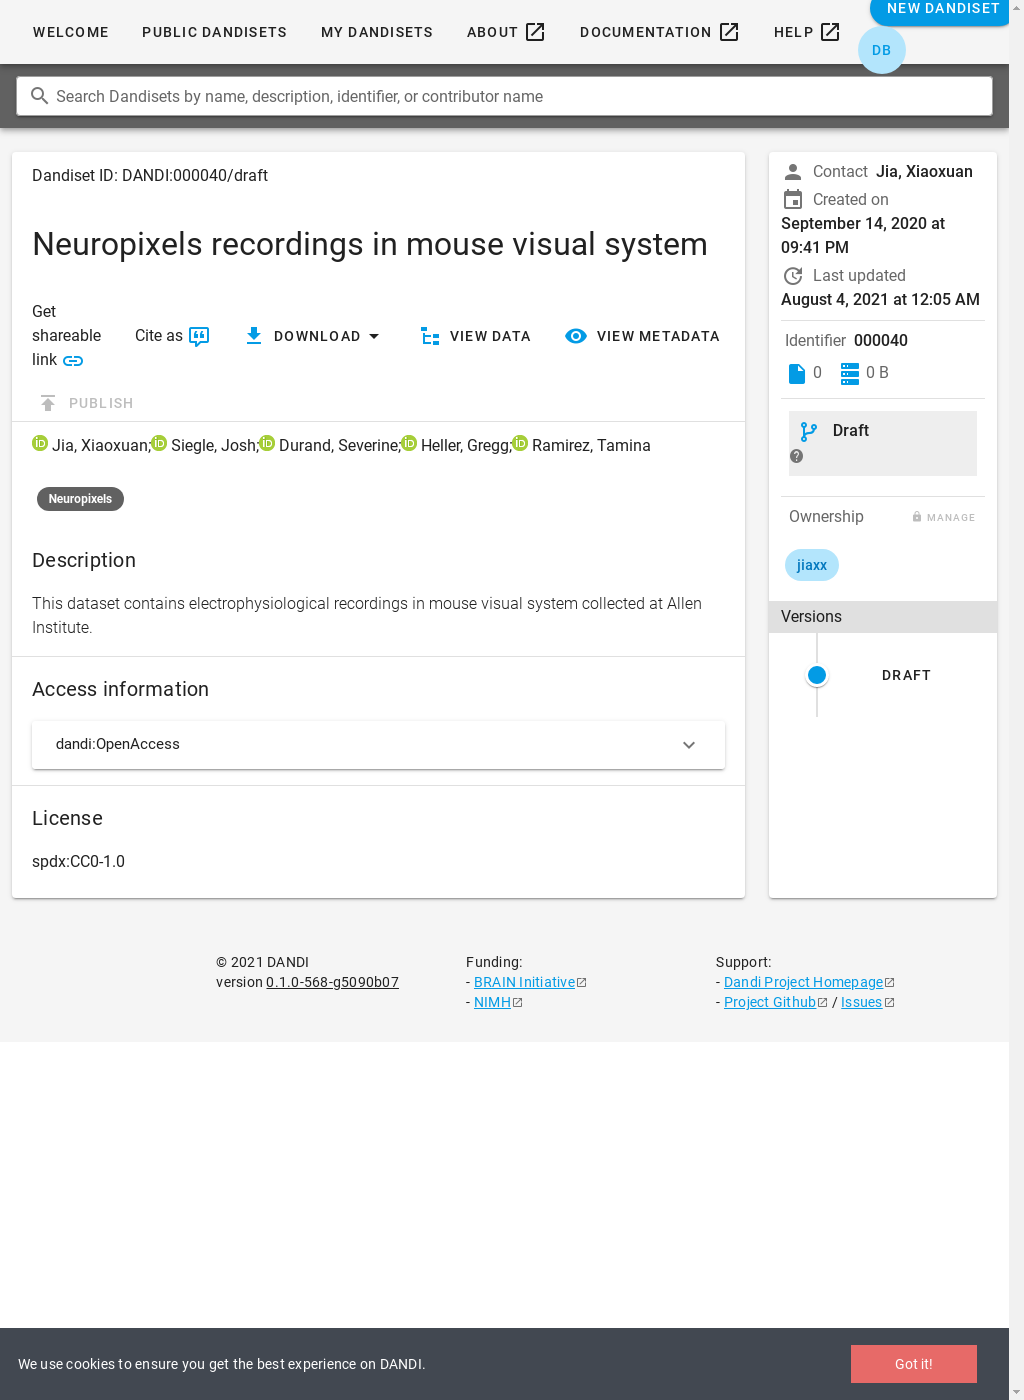 WELCOME PUBLIC DANDISETS MY DANDISETS ABOUT DOCUMENTATION HELP NEW DANDISET
DB
Search Dandisets by name, description, identifier, or contributor name
Dandiset ID: DANDI:000040/draft
Neuropixels recordings in mouse visual system
Get
shareable
link
Cite as
DOWNLOAD
VIEW DATA
VIEW METADATA
PUBLISH
Jia, Xiaoxuan; Siegle, Josh; Durand, Severine; Heller, Gregg; Ramirez, Tamina
Neuropixels
Description
This dataset contains electrophysiological recordings in mouse visual system collected at Allen
Institute.
Access information
dandi:OpenAccess
License
spdx:CC0-1.0
Contact Jia, Xiaoxuan
Created on
September 14, 2020 at
09:41 PM
Last updated
August 4, 2021 at 12:05 AM
Identifier 000040
0 0 B
Draft
Ownership MANAGE
jiaxx
Versions
DRAFT
© 2021 DANDI
version 0.1.0-568-g5090b07
Funding:
- BRAIN Initiative
- NIMH
Support:
- Dandi Project Homepage
- Project Github / Issues
We use cookies to ensure you get the best experience on DANDI.
Got it!